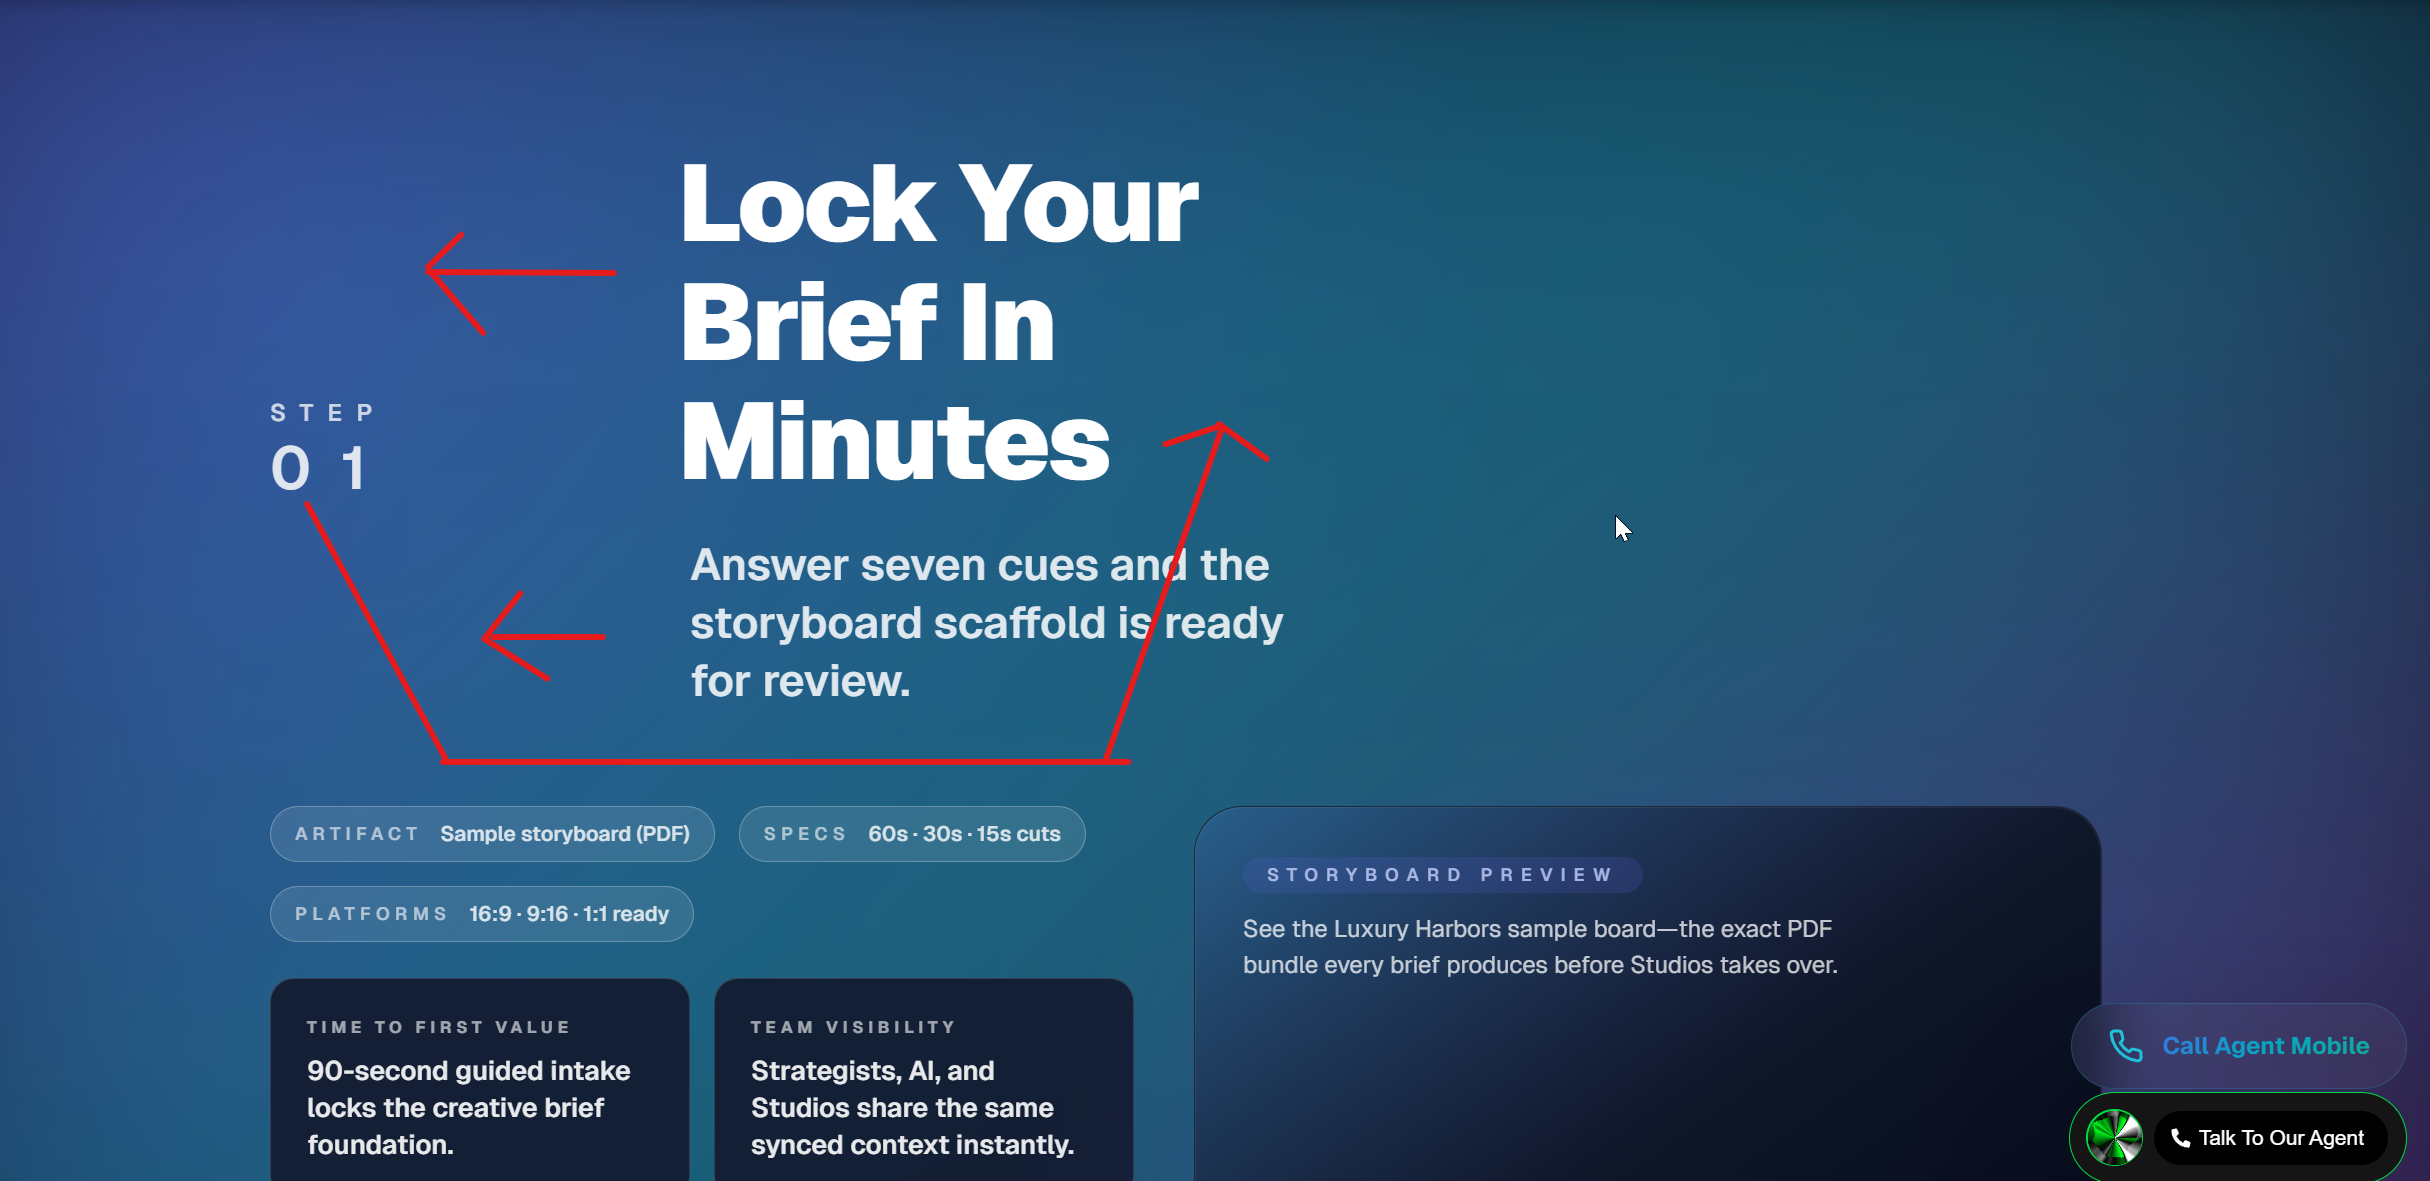 Lock Your
Brief In
Minutes
STEP
01
Answer seven cues and the
storyboard scaffold is ready
for review.
ARTIFACT Sample storyboard (PDF)
SPECS 60s · 30s · 15s cuts
PLATFORMS 16:9 · 9:16 · 1:1 ready
TIME TO FIRST VALUE
90-second guided intake
locks the creative brief
foundation.
TEAM VISIBILITY
Strategists, AI, and
Studios share the same
synced context instantly.
STORYBOARD PREVIEW
See the Luxury Harbors sample board—the exact PDF
bundle every brief produces before Studios takes over.
Call Agent Mobile
Talk To Our Agent